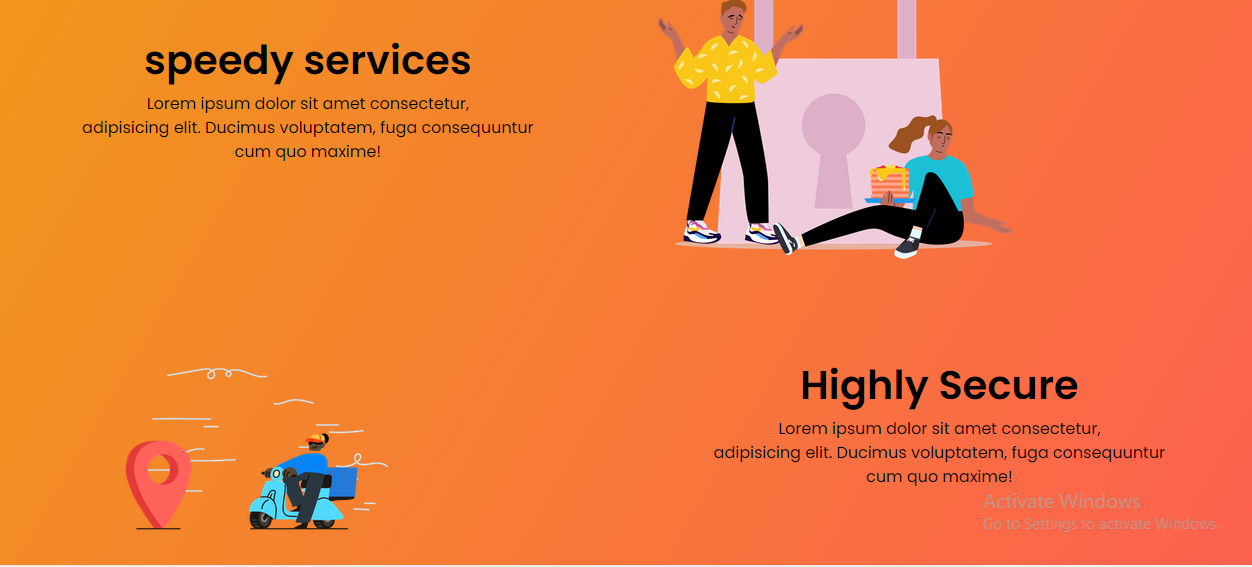 speedy services
Lorem ipsum dolor sit amet consectetur,
adipisicing elit. Ducimus voluptatem, fuga consequuntur
cum quo maxime!
Highly Secure
Lorem ipsum dolor sit amet consectetur,
adipisicing elit. Ducimus voluptatem, fuga consequuntur
cum quo maxime!
Activate Windows
Go to Settings to activate Windows.